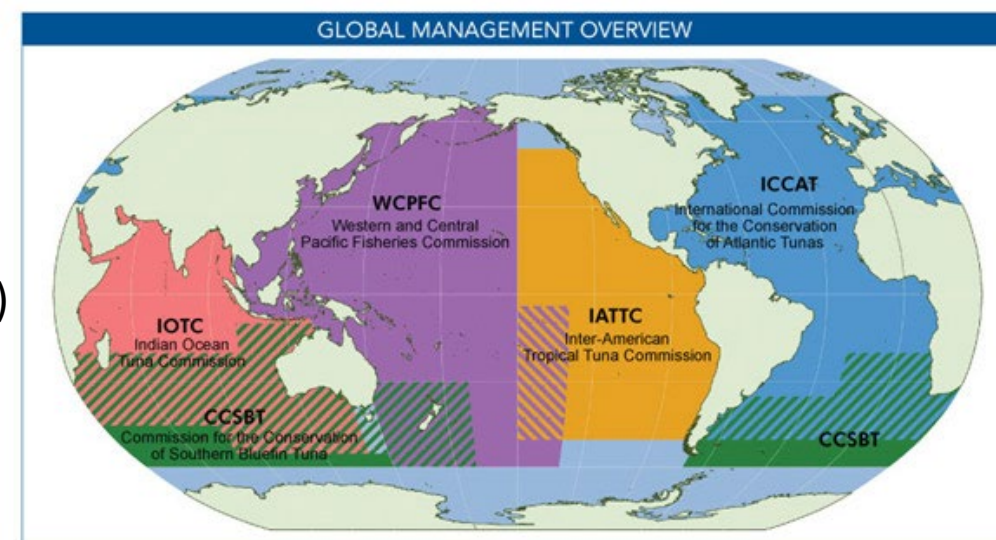 GLOBAL MANAGEMENT OVERVIEW
)
WCPFC
Western and Central
Pacific Fisheries Commission
ICCAT
International Commission
for the Conservation
of Atlantic Tunas
IOTC
Indian Ocean
Tuna Commission
IATTC
Inter-American
Tropical Tuna Commission
CCSBT
Commission for the Conservation
of Southern Bluefin Tuna
CCSBT